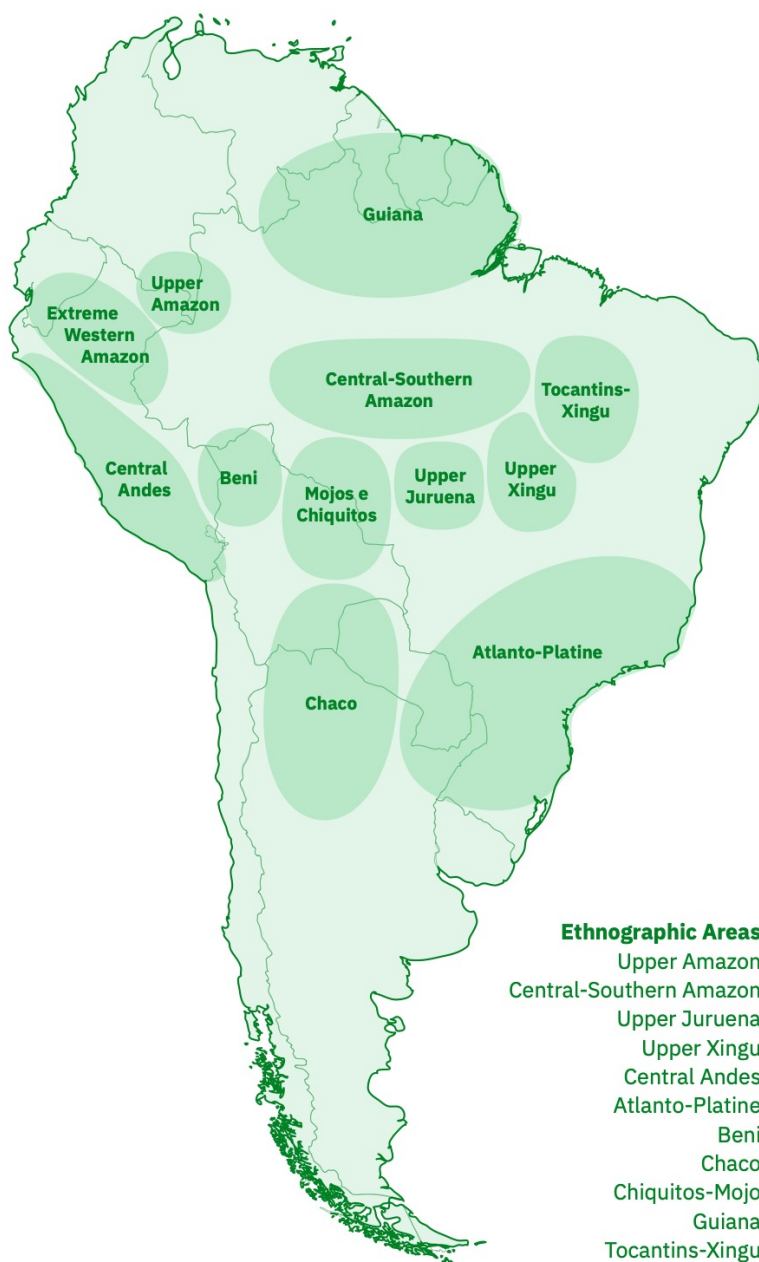 Guiana
Upper
Amazon
Extreme
Western
Amazon
Central-Southern
Amazon
Tocantins-
Xingu
Central
Andes
Beni
Mojos e
Chiquitos
Upper
Juruena
Upper
Xingu
Atlanto-Platine
Chaco
Ethnographic Areas
Upper Amazon
Central-Southern Amazon
Upper Juruena
Upper Xingu
Central Andes
Atlanto-Platine
Beni
Chaco
Chiquitos-Mojo
Guiana
Tocantins-Xingu